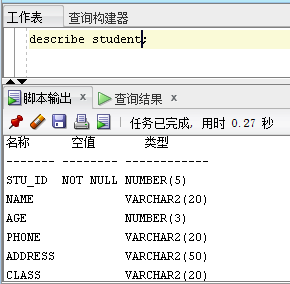 工作表 查询构建器
describe student;
脚本输出 x 查询结果 x
任务已完成, 用时 0.27 秒
名称 空值 类型
------- -------- ------------
STU_ID NOT NULL NUMBER(5)
NAME VARCHAR2(20)
AGE NUMBER(3)
PHONE VARCHAR2(20)
ADDRESS VARCHAR2(50)
CLASS VARCHAR2(20)